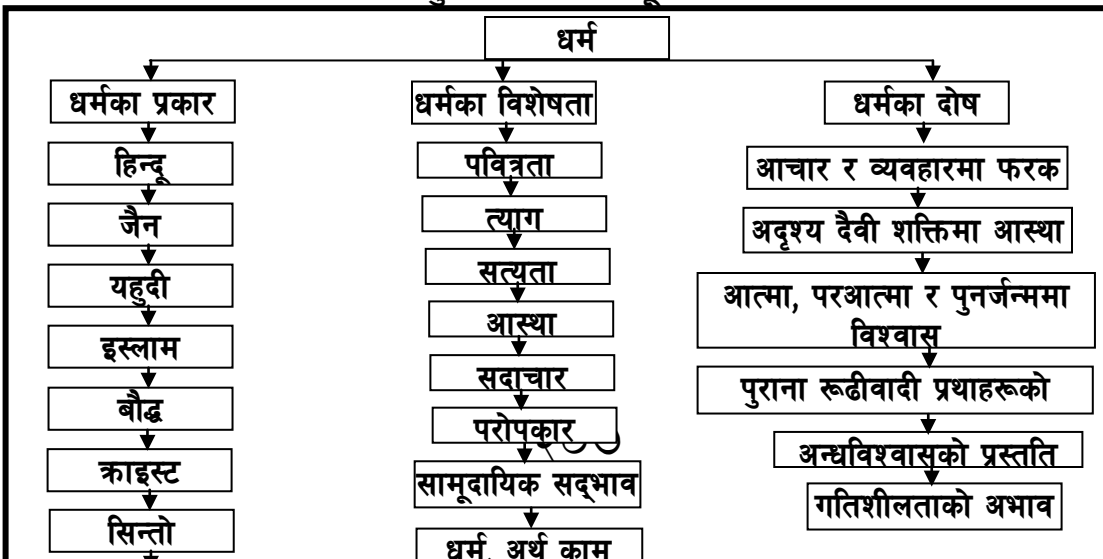 धर्म
धर्मका प्रकार
हिन्दू
जैन
यहुदी
इस्लाम
बौद्ध
क्राइस्ट
सिन्तो
धर्मका विशेषता
पवित्रता
त्याग
सत्यता
आस्था
सदाचार
परोपकार
सामूदायिक सद्भाव
धर्म, अर्थ काम
धर्मका दोष
आचार र व्यवहारमा फरक
अदृश्य दैवी शक्तिमा आस्था
आत्मा, परआत्मा र पुनर्जन्ममा
विश्वास
पुराना रूढीवादी प्रथाहरूको
अन्धविश्वासको प्रस्तति
गतिशीलताको अभाव